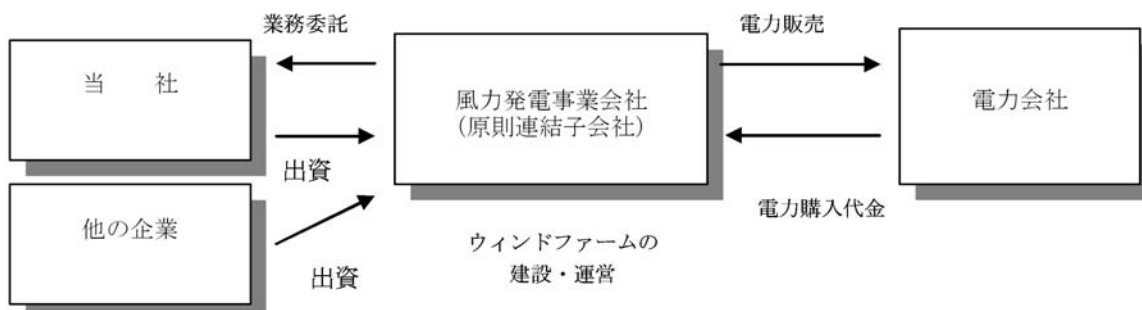 業務委託
電力販売
当　　社
風力発電事業会社
(原則連結子会社)
電力会社
出資
他の企業
電力購入代金
ウィンドファームの
建設・運営
出資